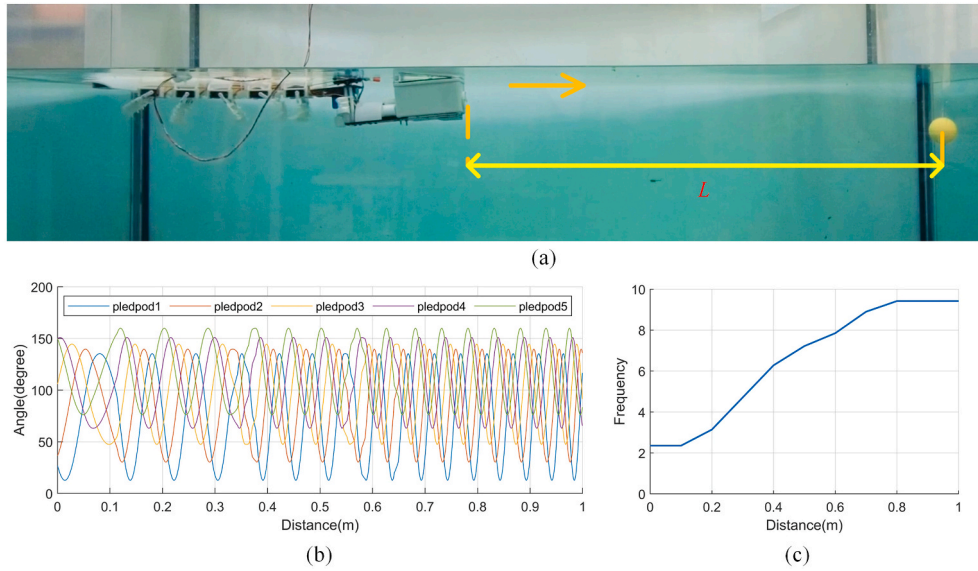 L
(a)
200
150
100
50
0
Angle(degree)
pledpod1 pledpod2 pledpod3 pledpod4 pledpod5
0 0.1 0.2 0.3 0.4 0.5 0.6 0.7 0.8 0.9 1
Distance(m)
(b)
10
8
6
4
2
0
Frequency
0 0.2 0.4 0.6 0.8 1
Distance(m)
(c)